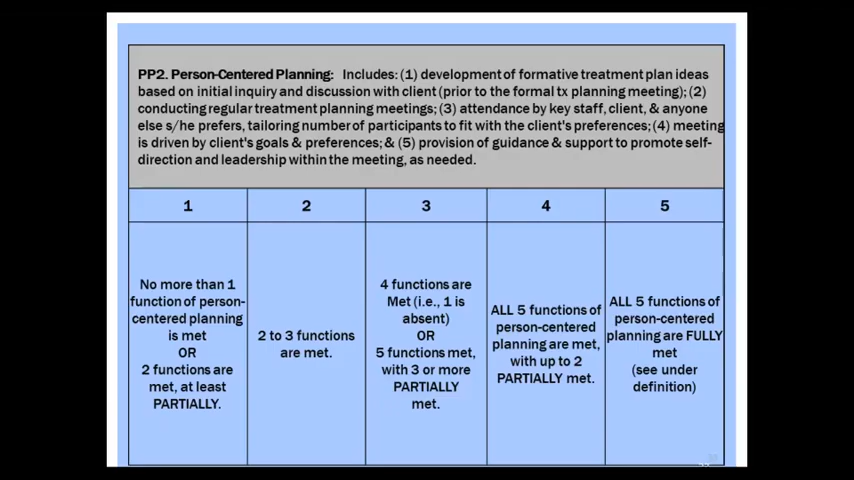 PP2. Person-Centered Planning: Includes: (1) development of formative treatment plan ideas
based on initial inquiry and discussion with client (prior to the formal tx planning meeting); (2)
conducting regular treatment planning meetings; (3) attendance by key staff, client, & anyone
else s/he prefers, tailoring number of participants to fit with the client's preferences; (4) meeting
is driven by client's goals & preferences; & (5) provision of guidance & support to promote self-
direction and leadership within the meeting, as needed.
1
2
3
4
5
No more than 1
function of person-
centered planning
is met
OR
2 functions are
met, at least
PARTIALLY.
2 to 3 functions
are met.
4 functions are
Met (i.e., 1 is
absent)
OR
5 functions met,
with 3 or more
PARTIALLY
met.
ALL 5 functions of
person-centered
planning are met,
with up to 2
PARTIALLY met.
ALL 5 functions of
person-centered
planning are FULLY
met
(see under
definition)